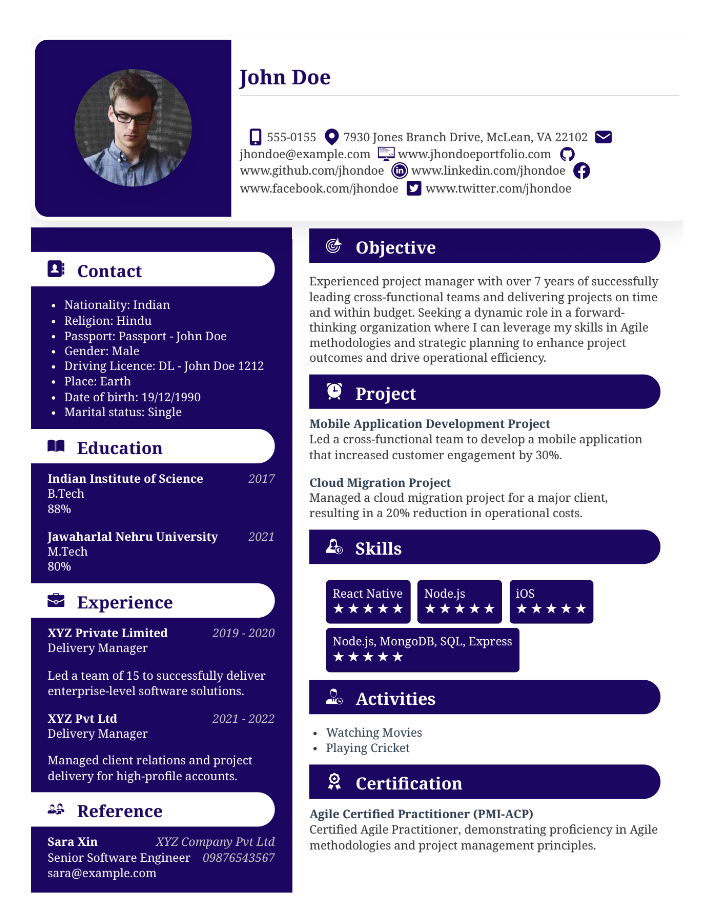 John Doe
555-0155 7930 Jones Branch Drive, McLean, VA 22102
jhondoe@example.com www.jhondoeportfolio.com
www.github.com/jhondoe www.linkedin.com/jhondoe
www.facebook.com/jhondoe www.twitter.com/jhondoe
Contact
• Nationality: Indian
• Religion: Hindu
• Passport: Passport - John Doe
• Gender: Male
• Driving Licence: DL - John Doe 1212
• Place: Earth
• Date of birth: 19/12/1990
• Marital status: Single
Education
Indian Institute of Science 2017
B.Tech
88%
Jawaharlal Nehru University 2021
M.Tech
80%
Experience
XYZ Private Limited 2019 - 2020
Delivery Manager
Led a team of 15 to successfully deliver
enterprise-level software solutions.
XYZ Pvt Ltd 2021 - 2022
Delivery Manager
Managed client relations and project
delivery for high-profile accounts.
Reference
Sara Xin XYZ Company Pvt Ltd
Senior Software Engineer 09876543567
sara@example.com
Objective
Experienced project manager with over 7 years of successfully
leading cross-functional teams and delivering projects on time
and within budget. Seeking a dynamic role in a forward-
thinking organization where I can leverage my skills in Agile
methodologies and strategic planning to enhance project
outcomes and drive operational efficiency.
Project
Mobile Application Development Project
Led a cross-functional team to develop a mobile application
that increased customer engagement by 30%.
Cloud Migration Project
Managed a cloud migration project for a major client,
resulting in a 20% reduction in operational costs.
Skills
React Native Node.js iOS
★★★★★ ★★★★★ ★★★★★
Node.js, MongoDB, SQL, Express
★★★★★
Activities
• Watching Movies
• Playing Cricket
Certification
Agile Certified Practitioner (PMI-ACP)
Certified Agile Practitioner, demonstrating proficiency in Agile
methodologies and project management principles.